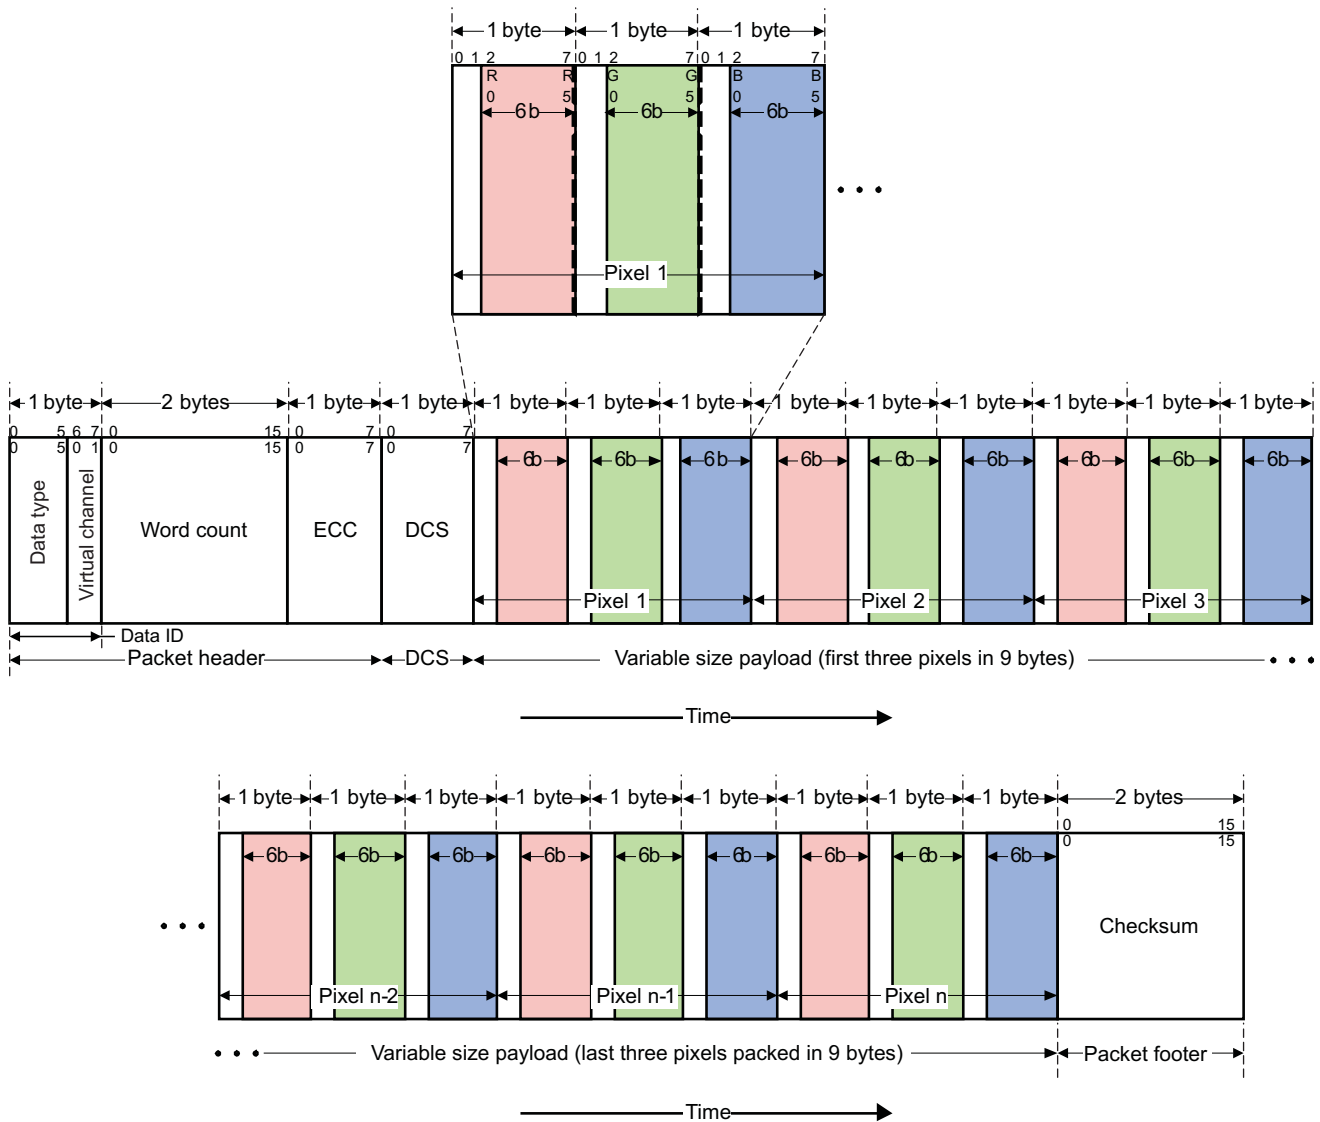 1 byte 1 byte 1 byte
0 1 2 7 0 1 2 7 0 1 2 7
R R G G B B
0 5 0 5 0 5
6b 6b 6b
Pixel 1
1 byte 2 bytes 1 byte 1 byte 1 byte 1 byte 1 byte 1 byte 1 byte 1 byte 1 byte 1 byte 1 byte
0 5 6 7 0 15 0 7 0 7
0 5 0 1 0 15 0 7 0 7
6b 6b 6b 6b 6b 6b 6b 6b 6b
Data type Virtual channel Word count ECC DCS
Pixel 1 Pixel 2 Pixel 3
Data ID
Packet header DCS Variable size payload (first three pixels in 9 bytes)
Time
1 byte 1 byte 1 byte 1 byte 1 byte 1 byte 1 byte 1 byte 1 byte 2 bytes
0 15
0 15
6b 6b 6b 6b 6b 6b 6b 6b 6b
Checksum
Pixel n-2 Pixel n-1 Pixel n
Variable size payload (last three pixels packed in 9 bytes) Packet footer
Time